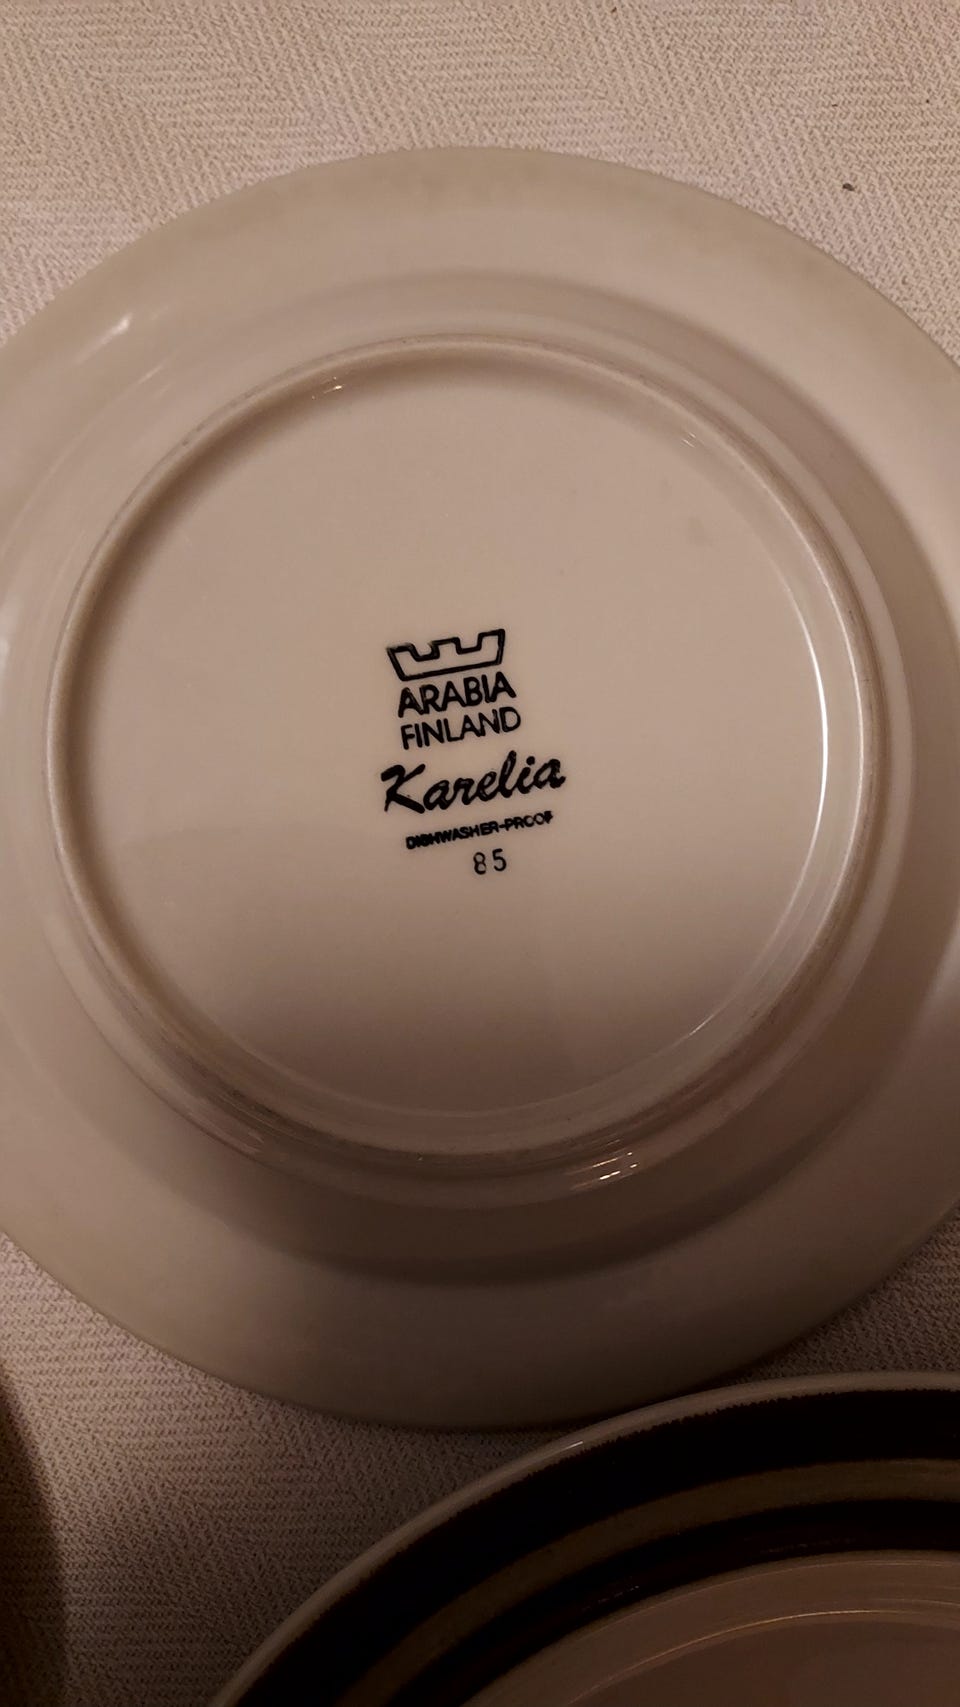 ARABIA
FINLAND
Karelia
DISHWASHER-PROOF
85